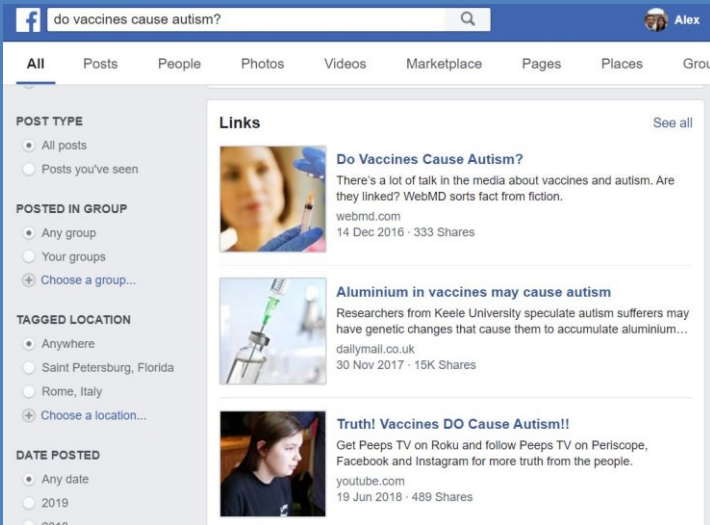 f do vaccines cause autism? Alex
All Posts People Photos Videos Marketplace Pages Places Grou
POST TYPE
All posts
Posts you've seen
POSTED IN GROUP
Any group
Your groups
Choose a group...
TAGGED LOCATION
Anywhere
Saint Petersburg, Florida
Rome, Italy
Choose a location...
DATE POSTED
Any date
2019
Links See all
Do Vaccines Cause Autism?
There's a lot of talk in the media about vaccines and autism. Are
they linked? WebMD sorts fact from fiction.
webmd.com
14 Dec 2016 · 333 Shares
Aluminium in vaccines may cause autism
Researchers from Keele University speculate autism sufferers may
have genetic changes that cause them to accumulate aluminium…
dailymail.co.uk
30 Nov 2017 · 15K Shares
Truth! Vaccines DO Cause Autism!!
Get Peeps TV on Roku and follow Peeps TV on Periscope,
Facebook and Instagram for more truth from the people.
youtube.com
19 Jun 2018 · 489 Shares